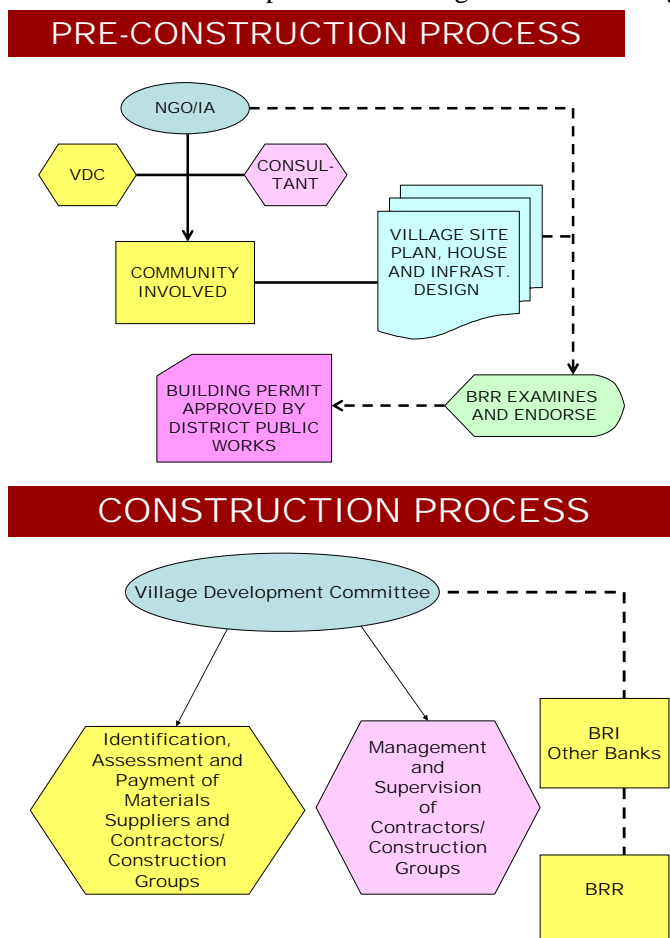 PRE-CONSTRUCTION PROCESS
NGO/IA
VDC
CONSUL-
TANT
COMMUNITY
INVOLVED
VILLAGE SITE
PLAN, HOUSE
AND INFRAST.
DESIGN
BUILDING PERMIT
APPROVED BY
DISTRICT PUBLIC
WORKS
BRR EXAMINES
AND ENDORSE
CONSTRUCTION PROCESS
Village Development Committee
Identification,
Assessment and
Payment of
Materials
Suppliers and
Contractors/
Construction
Groups
Management
and
Supervision
of
Contractors/
Construction
Groups
BRI
Other Banks
BRR